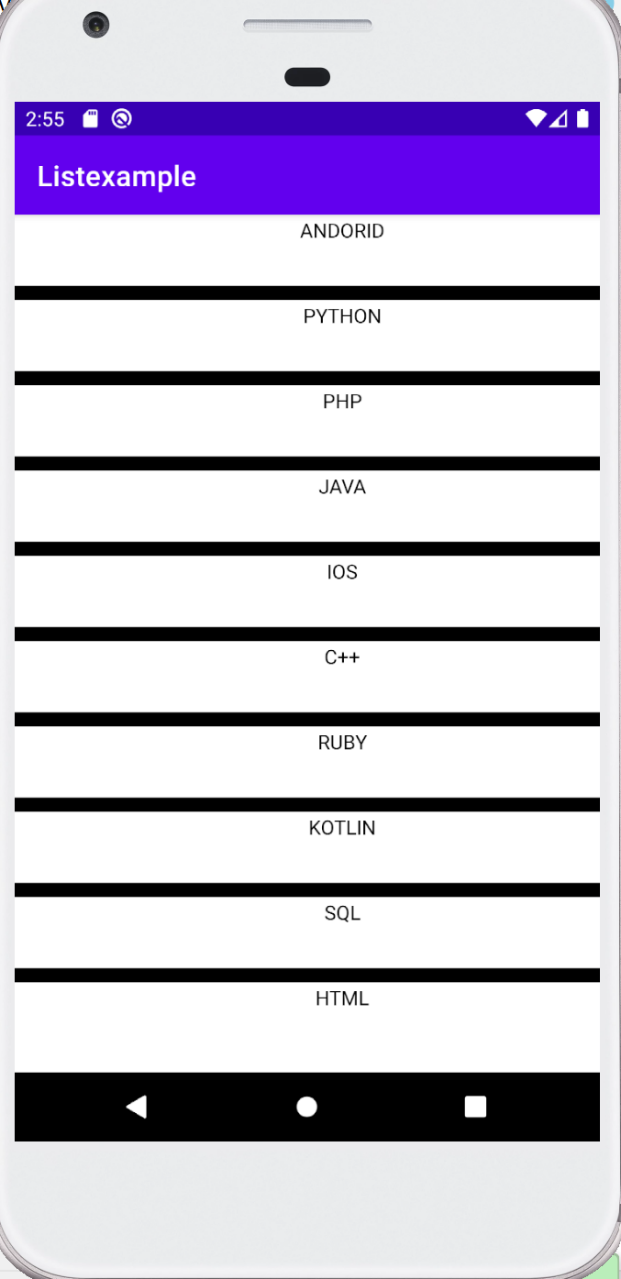 2:55
Listexample
ANDORID
PYTHON
PHP
JAVA
IOS
C++
RUBY
KOTLIN
SQL
HTML